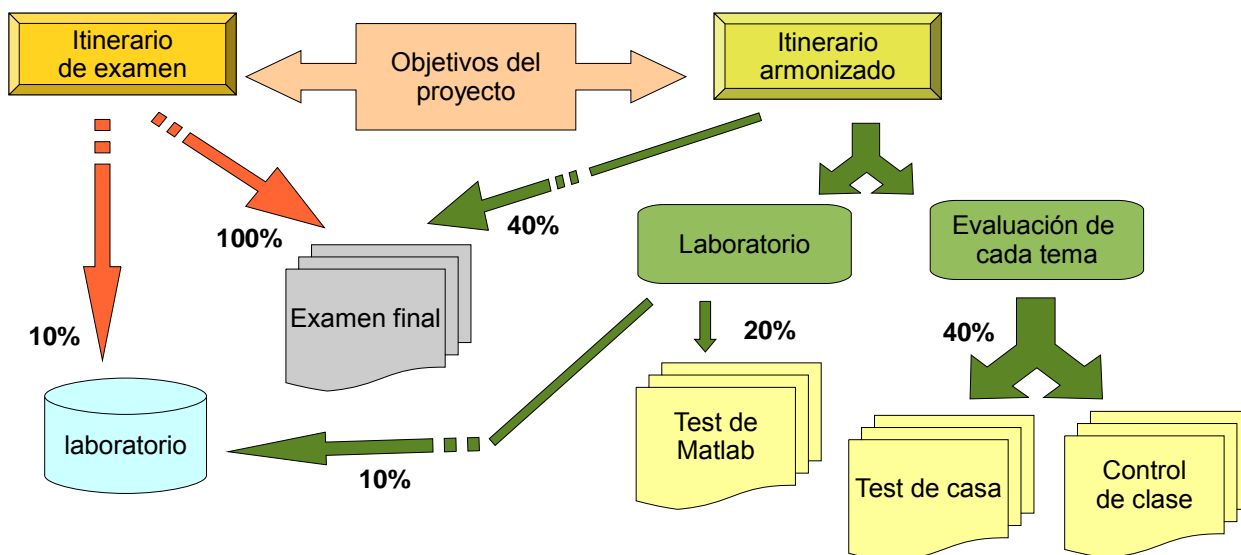 Itinerario
de examen
Objetivos del
proyecto
Itinerario
armonizado
100%
40%
Laboratorio
Evaluación de
cada tema
Examen final
10%
20%
40%
laboratorio
10%
Test de
Matlab
Test de casa
Control
de clase